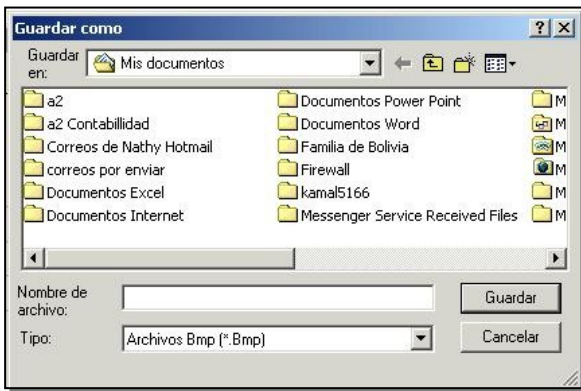 Guardar como
Guardar en:
Mis documentos
a2
a2 Contabillidad
Correos de Nathy Hotmail
correos por enviar
Documentos Excel
Documentos Internet
Documentos Power Point
Documentos Word
Familia de Bolivia
Firewall
kamal5166
Messenger Service Received Files
M
M
M
M
M
M
Nombre de archivo:
Guardar
Tipo:
Archivos Bmp (*.Bmp)
Cancelar